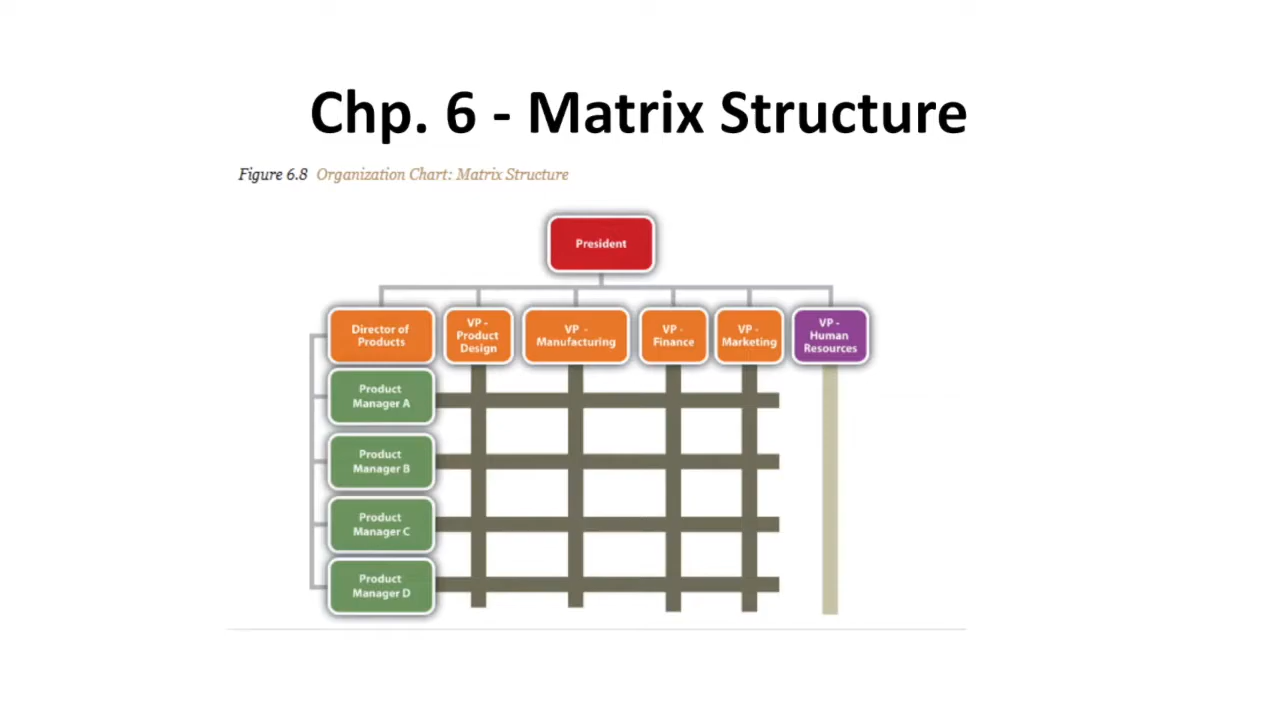 Chp. 6 - Matrix Structure
Figure 6.8 Organization Chart: Matrix Structure
President
Director of
Products
VP -
Product
Design
VP -
Manufacturing
VP -
Finance
VP -
Marketing
VP -
Human
Resources
Product
Manager A
Product
Manager B
Product
Manager C
Product
Manager D